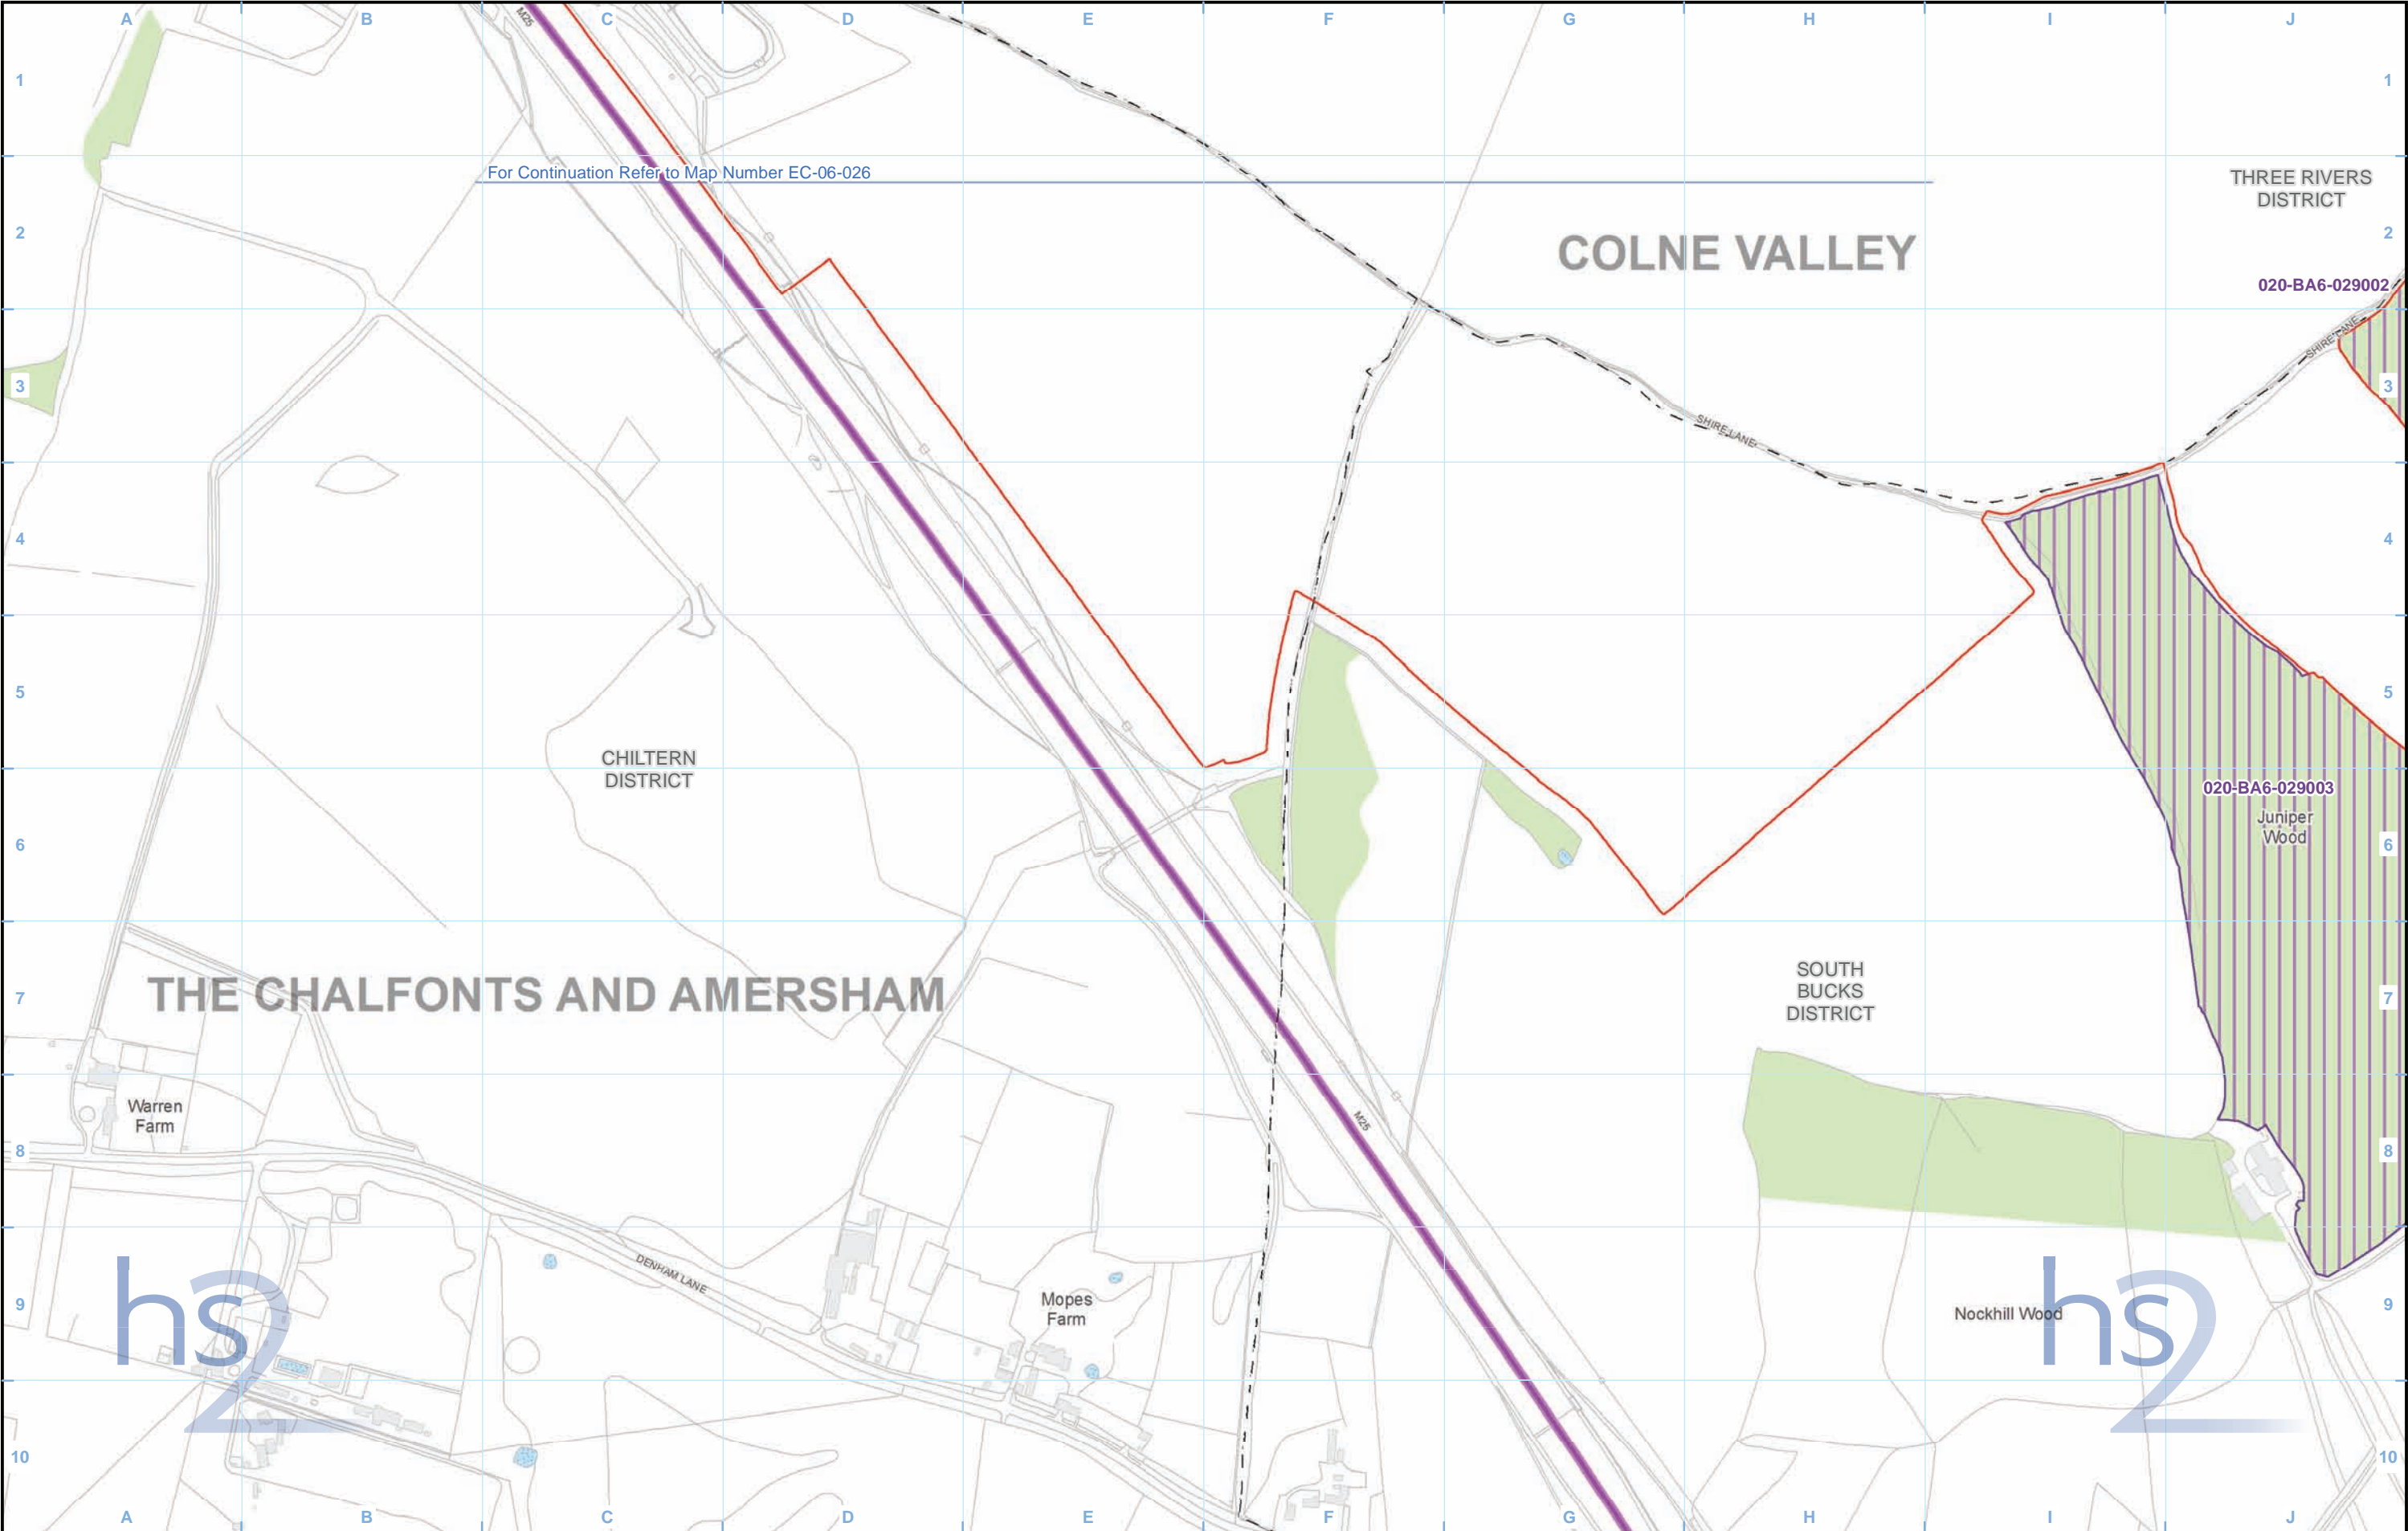 A B C D E F G H I J
M25
1 1
For Continuation Refer to Map Number EC-06-026
THREE RIVERS
DISTRICT
2 2
COLNE VALLEY
020-BA6-029002
SHIRE LANE
3 3
SHIRE LANE
4 4
5 5
CHILTERN
DISTRICT
020-BA6-029003
Juniper
Wood
6 6
SOUTH
BUCKS
DISTRICT
THE CHALFONTS AND AMERSHAM
7 7
Warren
Farm
M25
8 8
DENHAM LANE
Mopes
Farm
9 9
Nockhill Wood
hs2 hs2
10 10
A B C D E F G H I J